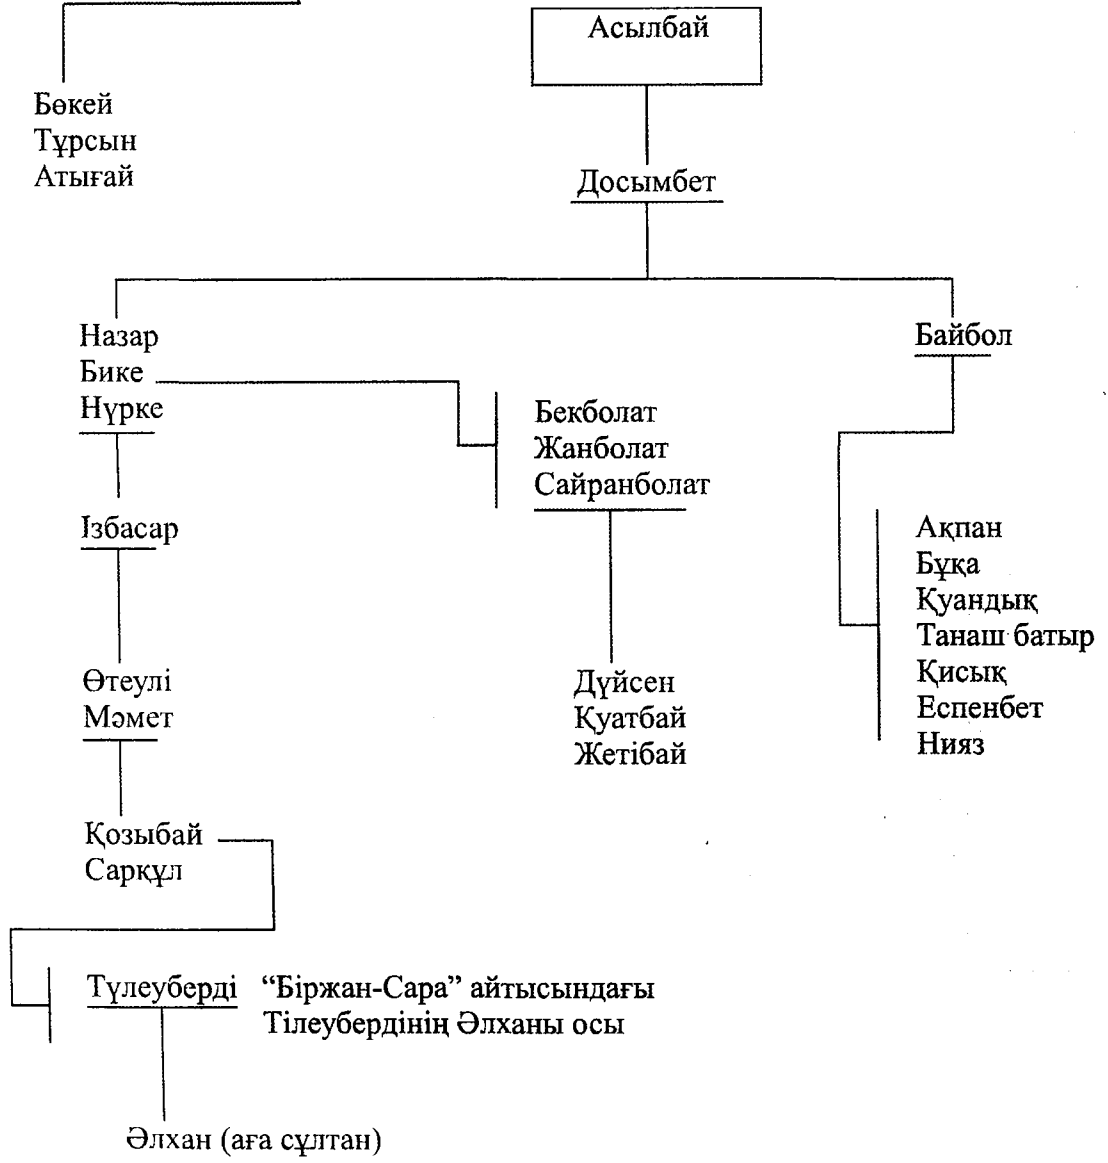 Асылбай
Бөкей
Тұрсын
Атығай
Досымбет
Назар
Бике
Нүрке
Байбол
Бекболат
Жанболат
Сайранболат
Ізбасар
Ақпан
Бұқа
Қуандық
Танаш батыр
Қисық
Еспенбет
Нияз
Өтеулі
Мәмет
Дүйсен
Қуатбай
Жетібай
Қозыбай
Сарқұл
Түлеуберді “Біржан-Сара” айтысындағы
Тілеубердінің Әлханы осы
Әлхан (аға сұлтан)